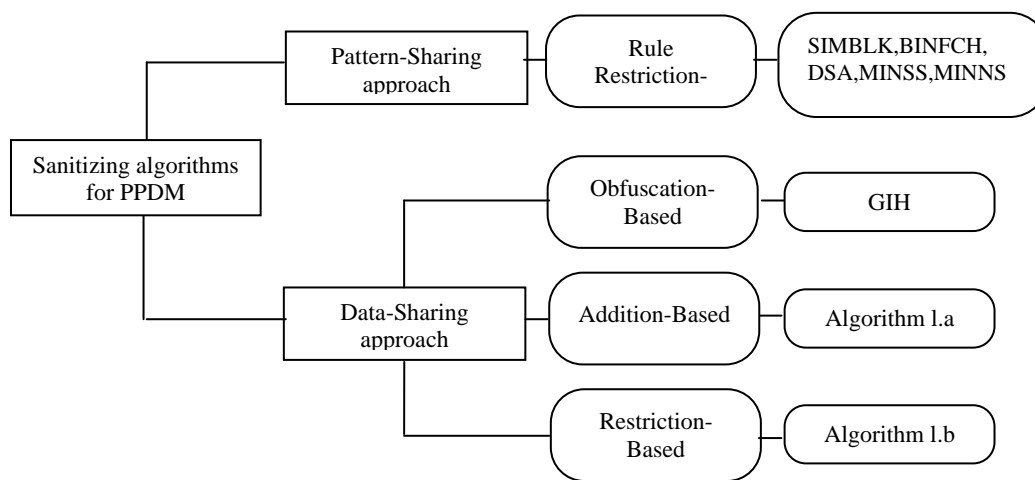 Pattern-Sharing
approach
Rule
Restriction-
SIMBLK,BINFCH,
DSA,MINSS,MINNS
Sanitizing algorithms
for PPDM
Obfuscation-
Based
GIH
Data-Sharing
approach
Addition-Based
Algorithm l.a
Restriction-
Based
Algorithm l.b